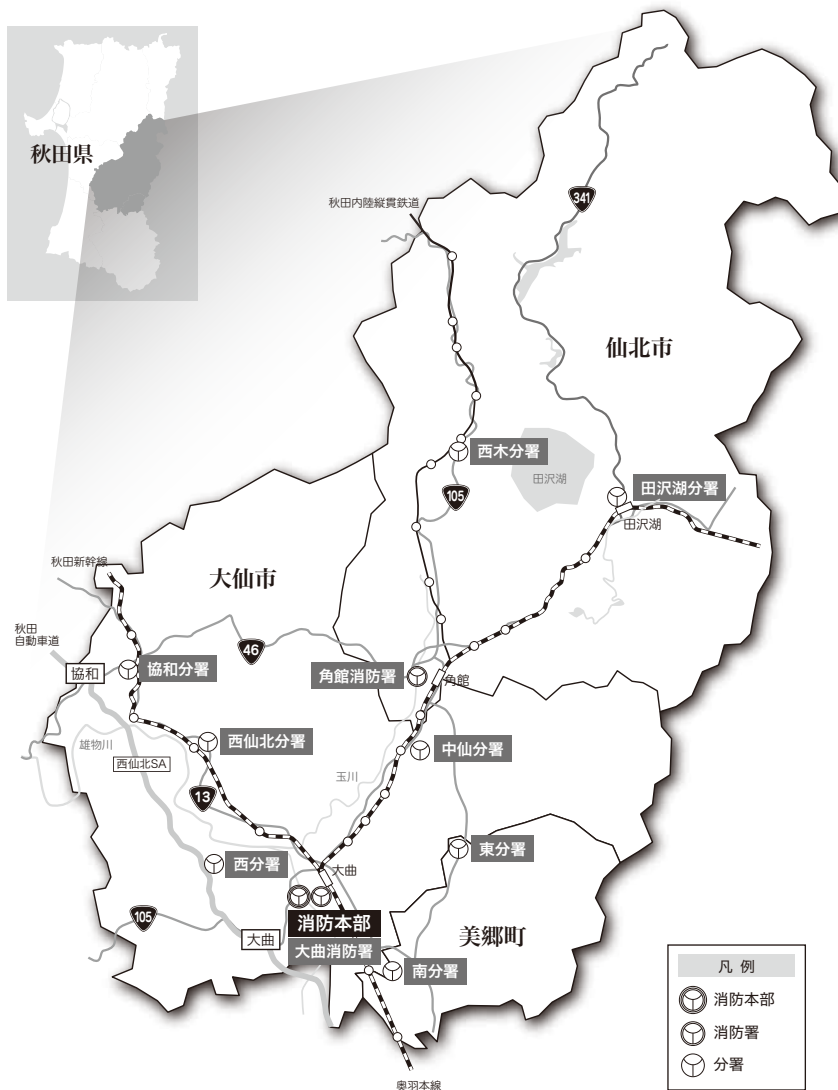 秋田県
秋田内陸縦貫鉄道
341
仙北市
西木分署
田沢湖
105
田沢湖分署
田沢湖
秋田新幹線
大仙市
秋田
自動車道
46
協和
協和分署
角館消防署
角館
雄物川
西仙北分署
中仙分署
西仙北SA
玉川
13
西分署
大曲
東分署
105
消防本部
大曲消防署
大曲
美郷町
南分署
奥羽本線
凡例
消防本部
消防署
分署